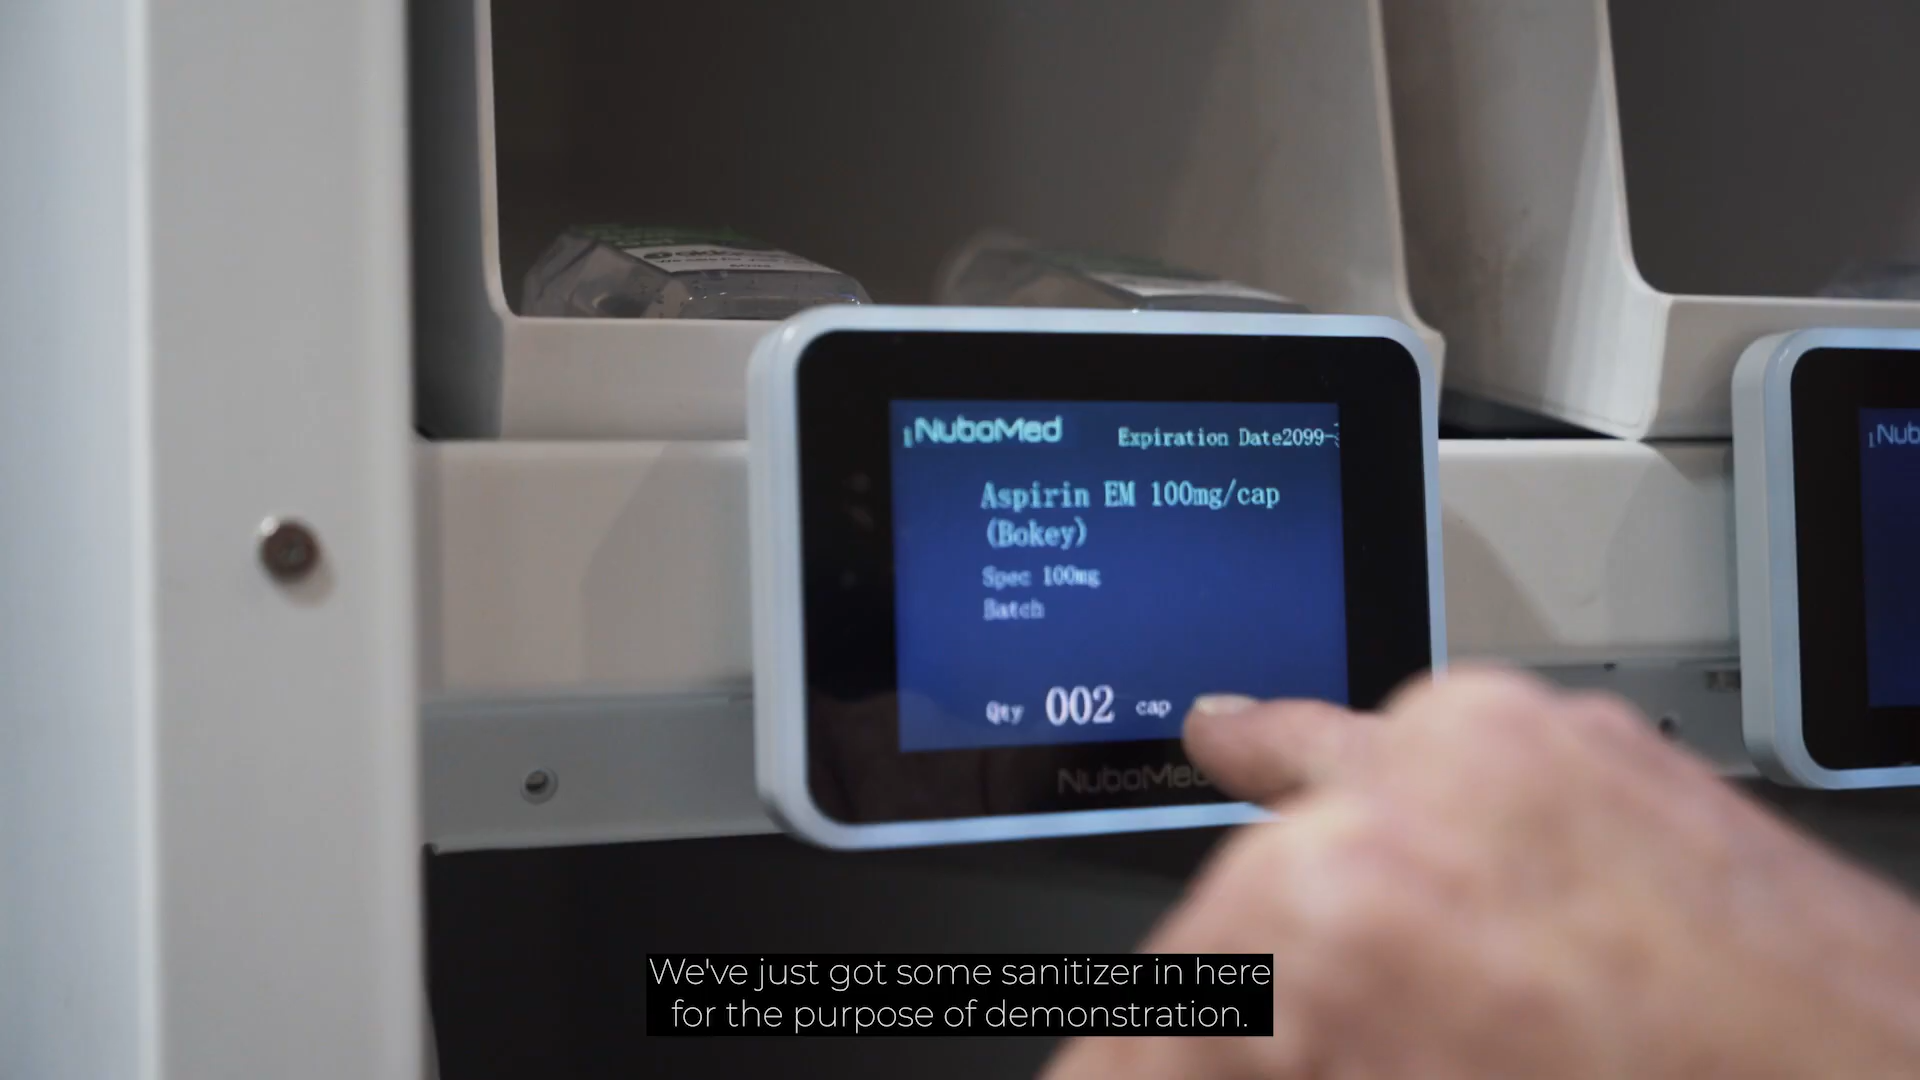 NuboMed
Expiration Date2099-
Aspirin EM 100mg/cap
(Bokey)
Spec 100mg
Batch
Qty 002 cap
NuboMed
Nub
We've just got some sanitizer in here
for the purpose of demonstration.